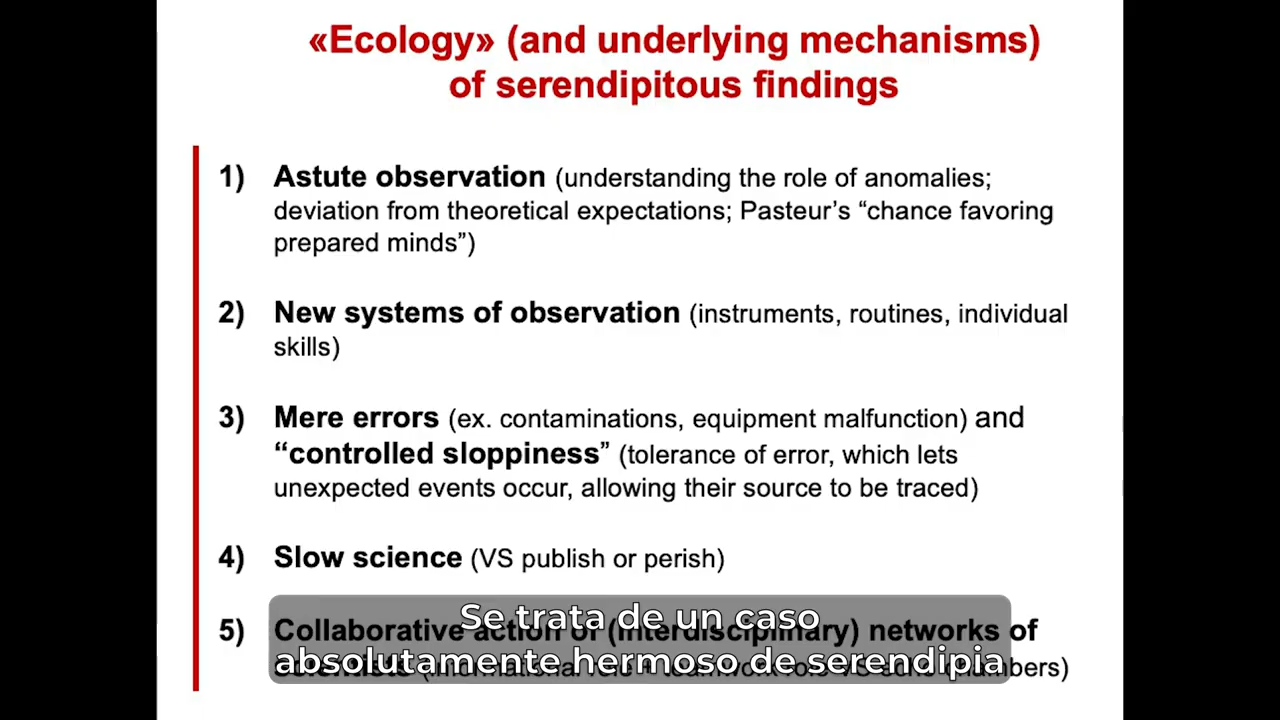 «Ecology» (and underlying mechanisms)
of serendipitous findings
1) Astute observation (understanding the role of anomalies;
deviation from theoretical expectations; Pasteur's “chance favoring
prepared minds”)
2) New systems of observation (instruments, routines, individual
skills)
3) Mere errors (ex. contaminations, equipment malfunction) and
“controlled sloppiness” (tolerance of error, which lets
unexpected events occur, allowing their source to be traced)
4) Slow science (VS publish or perish)
5) Collaborative action of (interdisciplinary) networks of
Se trata de un caso
absolutamente hermoso de serendipia